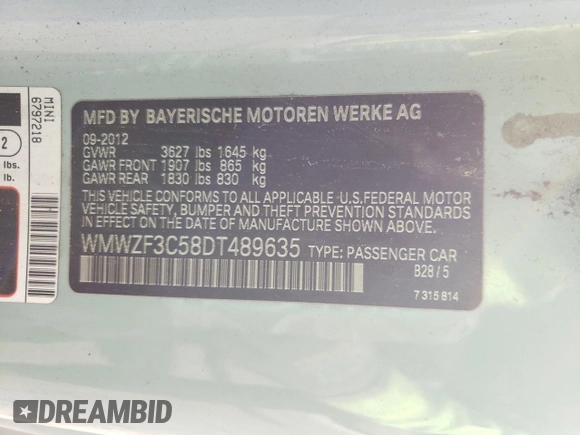 MINI
6797218
2
lbs.
lb.
MFD BY BAYERISCHE MOTOREN WERKE AG
09-2012
GVWR 3627 lbs 1645 kg
GAWR FRONT 1907 lbs 865 kg
GAWR REAR 1830 lbs 830 kg
THIS VEHICLE CONFORMS TO ALL APPLICABLE U.S.FEDERAL MOTOR
VEHICLE SAFETY, BUMPER AND THEFT PREVENTION STANDARDS
IN EFFECT ON THE DATE OF MANUFACTURE SHOWN ABOVE.
WMWZF3C58DT489635 TYPE: PASSENGER CAR
B28 / 5
7 315 814
DREAMBID